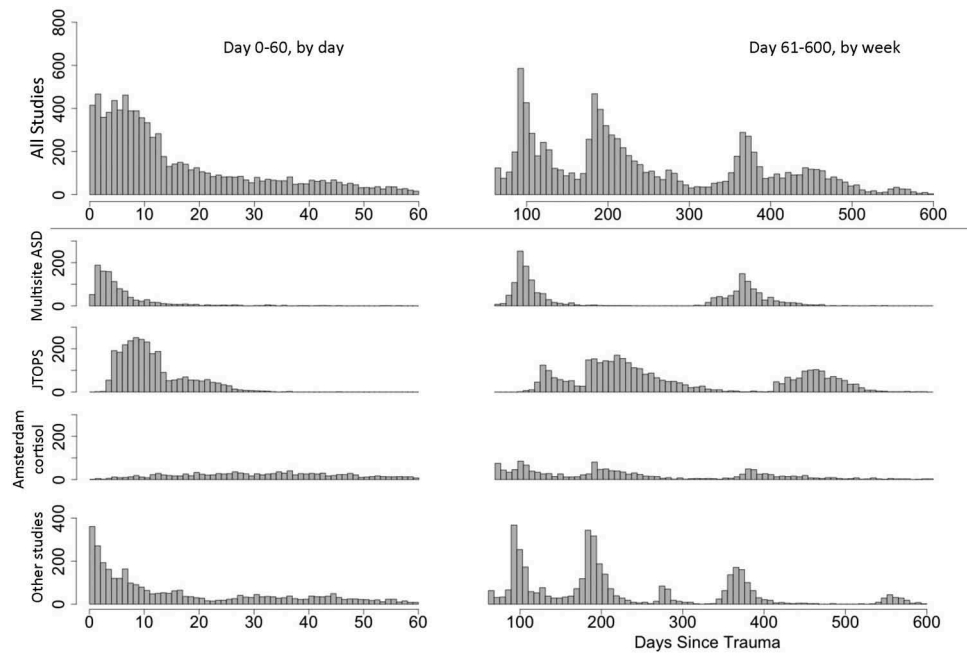 800
600
400
200
0
All Studies
Day 0-60, by day
Day 61-600, by week
0 10 20 30 40 50 60
100 200 300 400 500 600
Multisite ASD
200
0
JTOPS
200
0
Amsterdam
cortisol
200
0
Other studies
400
200
0
0 10 20 30 40 50 60
100 200 300 400 500 600
Days Since Trauma